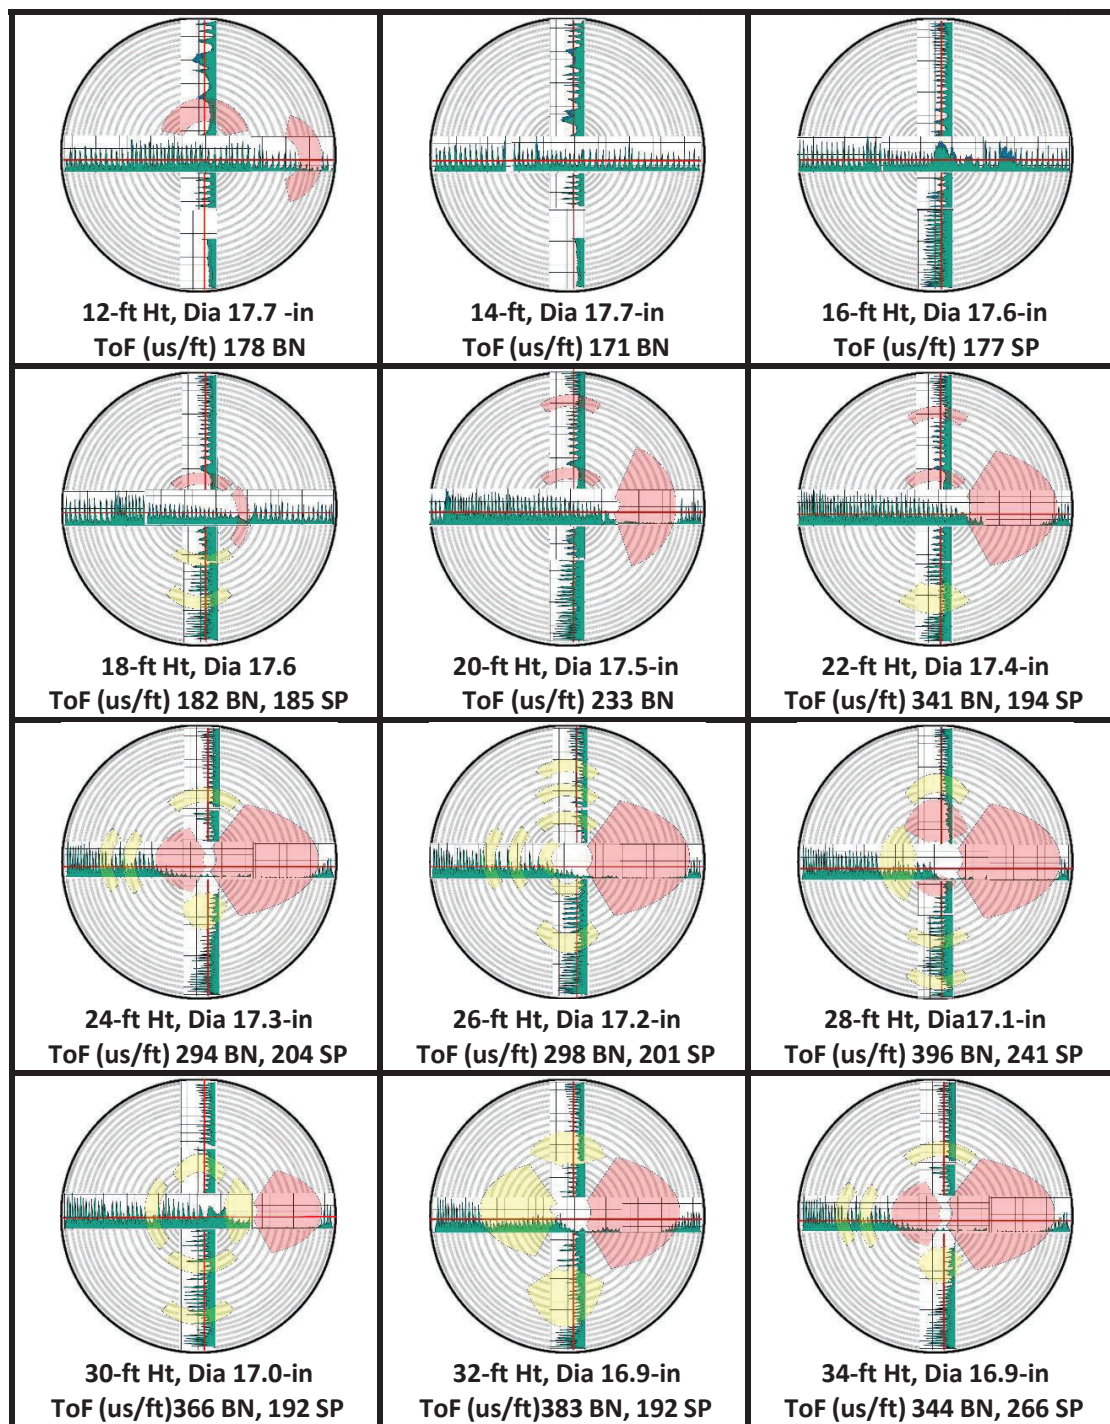 12-ft Ht, Dia 17.7 -in
ToF (us/ft) 178 BN
14-ft, Dia 17.7-in
ToF (us/ft) 171 BN
16-ft Ht, Dia 17.6-in
ToF (us/ft) 177 SP
18-ft Ht, Dia 17.6
ToF (us/ft) 182 BN, 185 SP
20-ft Ht, Dia 17.5-in
ToF (us/ft) 233 BN
22-ft Ht, Dia 17.4-in
ToF (us/ft) 341 BN, 194 SP
24-ft Ht, Dia 17.3-in
ToF (us/ft) 294 BN, 204 SP
26-ft Ht, Dia 17.2-in
ToF (us/ft) 298 BN, 201 SP
28-ft Ht, Dia17.1-in
ToF (us/ft) 396 BN, 241 SP
30-ft Ht, Dia 17.0-in
ToF (us/ft)366 BN, 192 SP
32-ft Ht, Dia 16.9-in
ToF (us/ft)383 BN, 192 SP
34-ft Ht, Dia 16.9-in
ToF (us/ft) 344 BN, 266 SP